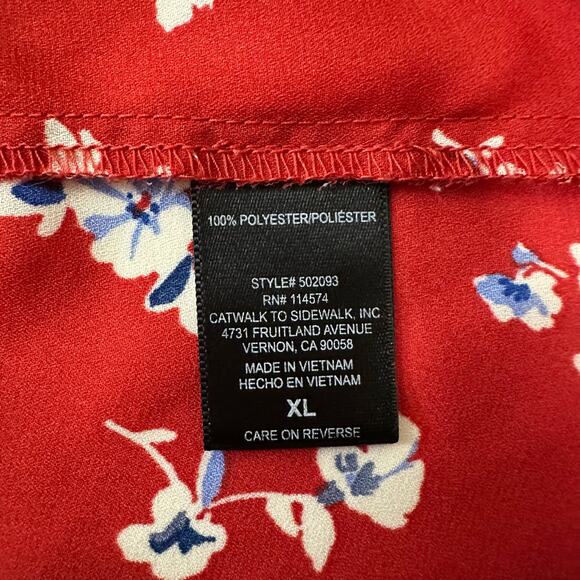 100% POLYESTER/POLIÉSTER
STYLE# 502093
RN# 114574
CATWALK TO SIDEWALK, INC
4731 FRUITLAND AVENUE
VERNON, CA 90058
MADE IN VIETNAM
HECHO EN VIETNAM
XL
CARE ON REVERSE